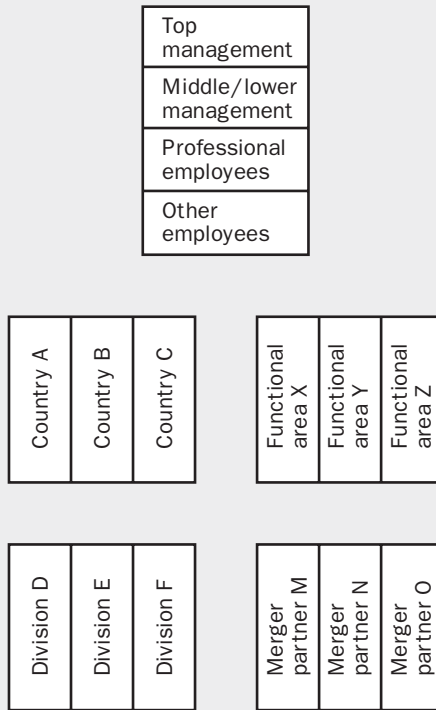 Top
management
Middle/lower
management
Professional
employees
Other
employees
Country A
Country B
Country C
Functional
area X
Functional
area Y
Functional
area Z
Division D
Division E
Division F
Merger
partner M
Merger
partner N
Merger
partner O